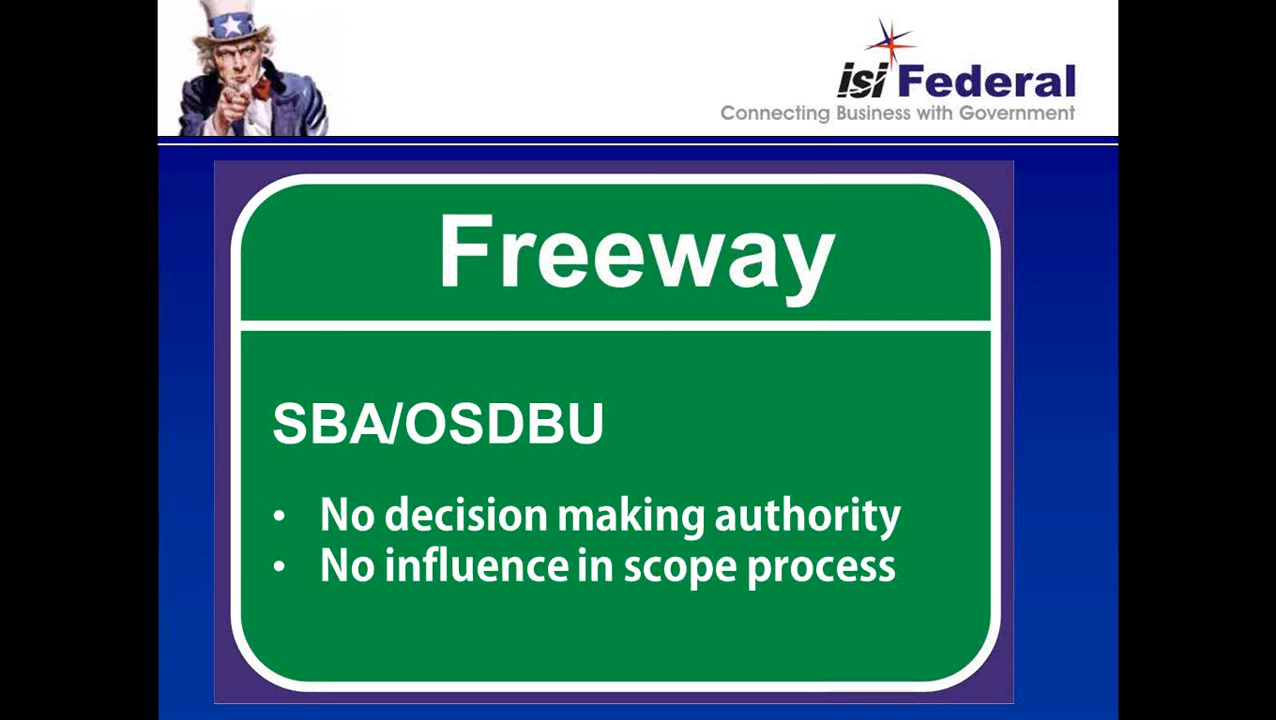 isi Federal
Connecting Business with Government
Freeway
SBA/OSDBU
• No decision making authority
• No influence in scope process